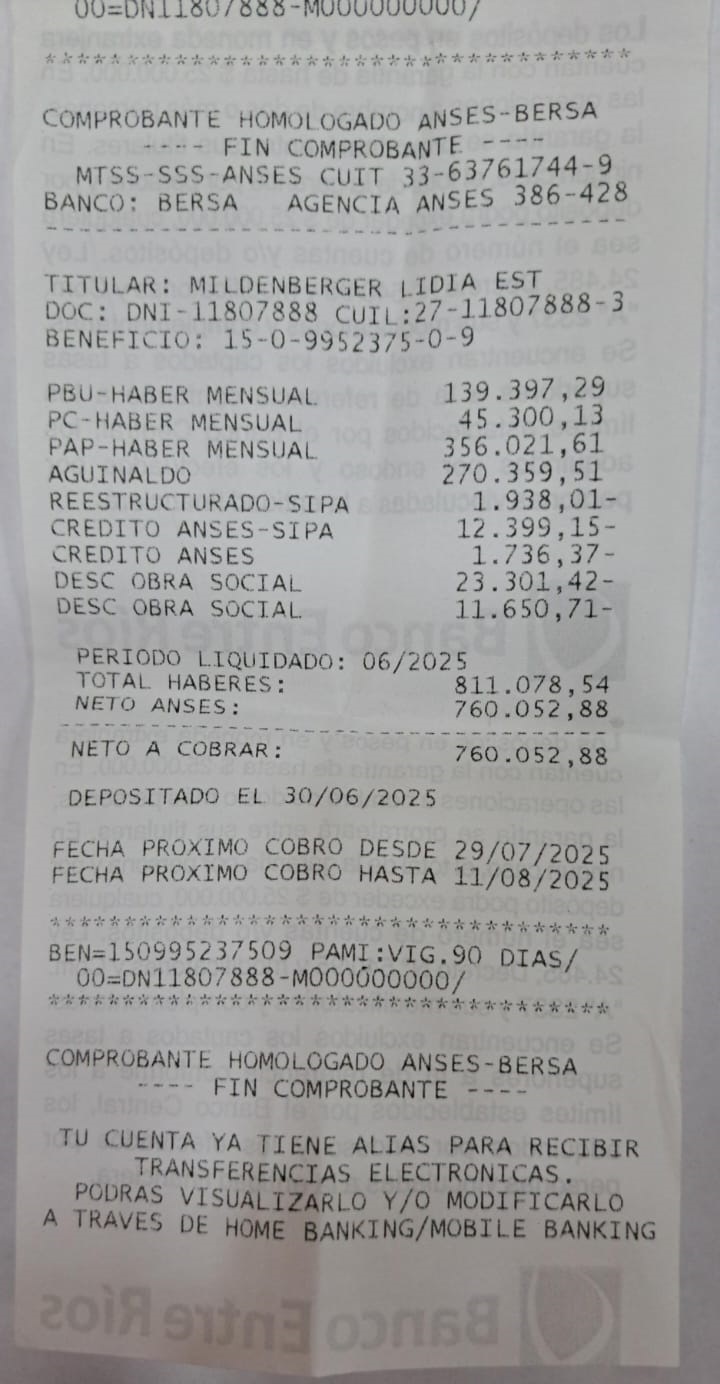 00=DN11807888-M000000000/
************************************
COMPROBANTE HOMOLOGADO ANSES-BERSA
---- FIN COMPROBANTE ----
MTSS-SSS-ANSES CUIT 33-63761744-9
BANCO: BERSA AGENCIA ANSES 386-428
------------------------------------
TITULAR: MILDENBERGER LIDIA EST
DOC: DNI-11807888 CUIL:27-11807888-3
BENEFICIO: 15-0-9952375-0-9
PBU-HABER MENSUAL 139.397,29
PC-HABER MENSUAL 45.300,13
PAP-HABER MENSUAL 356.021,61
AGUINALDO 270.359,51
REESTRUCTURADO-SIPA 1.938,01-
CREDITO ANSES-SIPA 12.399,15-
CREDITO ANSES 1.736,37-
DESC OBRA SOCIAL 23.301,42-
DESC OBRA SOCIAL 11.650,71-
PERIODO LIQUIDADO: 06/2025
TOTAL HABERES: 811.078,54
NETO ANSES: 760.052,88
------------------------------------
NETO A COBRAR: 760.052,88
DEPOSITADO EL 30/06/2025
FECHA PROXIMO COBRO DESDE 29/07/2025
FECHA PROXIMO COBRO HASTA 11/08/2025
************************************
BEN=150995237509 PAMI:VIG.90 DIAS/
00=DN11807888-M000000000/
************************************
COMPROBANTE HOMOLOGADO ANSES-BERSA
---- FIN COMPROBANTE ----
TU CUENTA YA TIENE ALIAS PARA RECIBIR
TRANSFERENCIAS ELECTRONICAS.
PODRAS VISUALIZARLO Y/O MODIFICARLO
A TRAVES DE HOME BANKING/MOBILE BANKING
Banco Entre Ríos